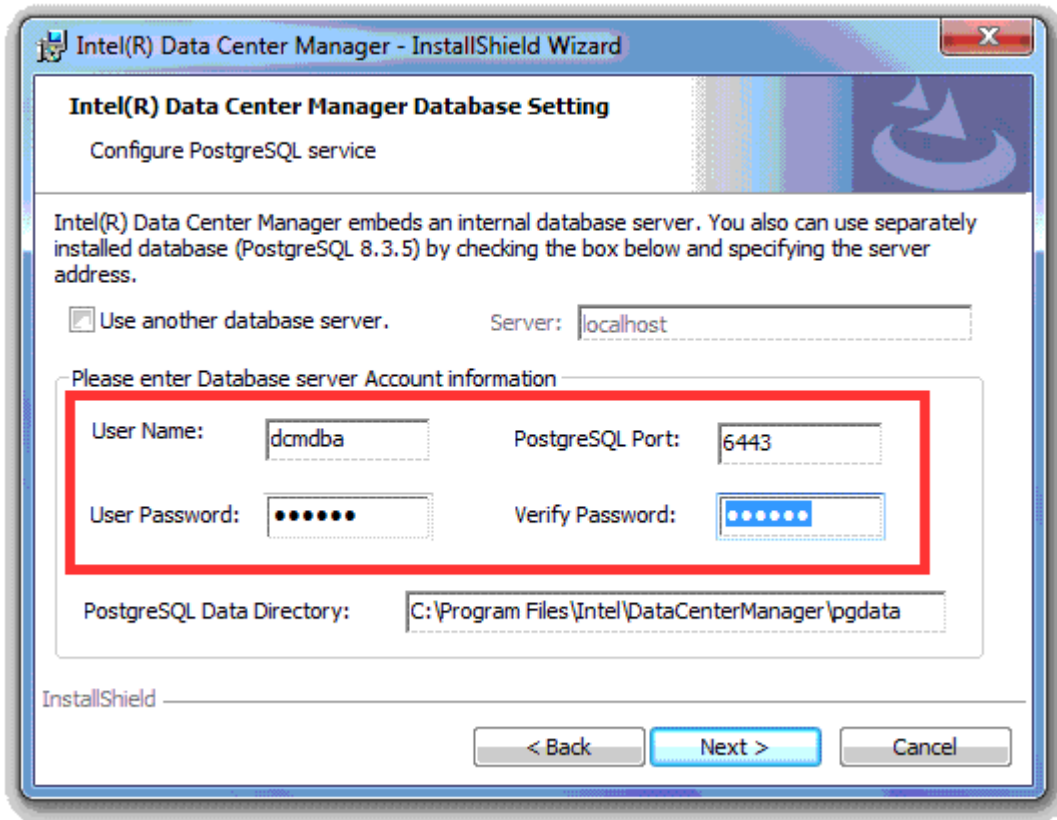 Intel(R) Data Center Manager - InstallShield Wizard
Intel(R) Data Center Manager Database Setting
Configure PostgreSQL service
Intel(R) Data Center Manager embeds an internal database server. You also can use separately
installed database (PostgreSQL 8.3.5) by checking the box below and specifying the server
address.
Use another database server. Server: localhost
Please enter Database server Account information
User Name: dcmdba PostgreSQL Port: 6443
User Password: •••••• Verify Password: ••••••
PostgreSQL Data Directory: C:\Program Files\Intel\DataCenterManager\pgdata
InstallShield
< Back Next > Cancel